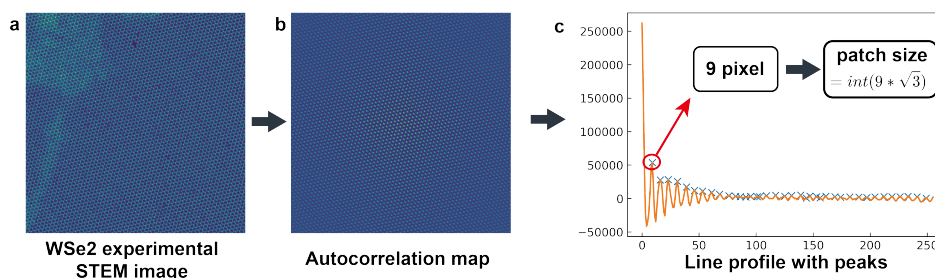 a
b
c
WSe2 experimental
STEM image
Autocorrelation map
250000
200000
150000
100000
50000
0
−50000
0
50
100
150
200
250
9 pixel
patch size
= int(9 * √3)
Line profile with peaks